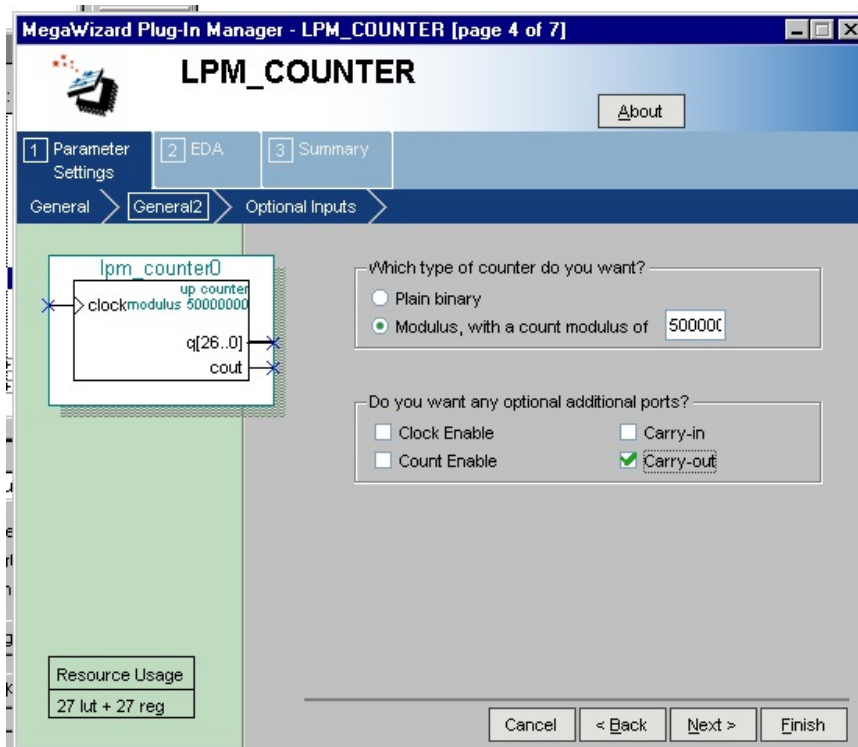 MegaWizard Plug-In Manager - LPM_COUNTER [page 4 of 7]
LPM_COUNTER
About
1 Parameter Settings
2 EDA
3 Summary
General
General2
Optional Inputs
lpm_counter0
up counter
clock
modulus 50000000
q[26..0]
cout
Which type of counter do you want?
Plain binary
Modulus, with a count modulus of
Do you want any optional additional ports?
Clock Enable
Carry-in
Count Enable
Carry-out
Resource Usage
27 lut + 27 reg
Cancel
< Back
Next >
Finish